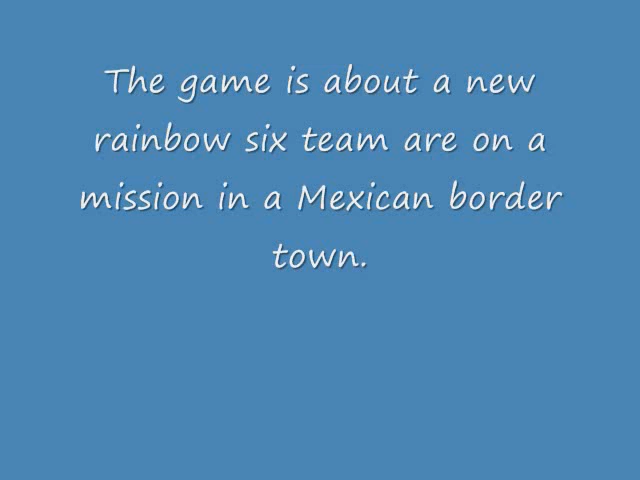 The game is about a new
rainbow six team are on a
mission in a Mexican border
town.